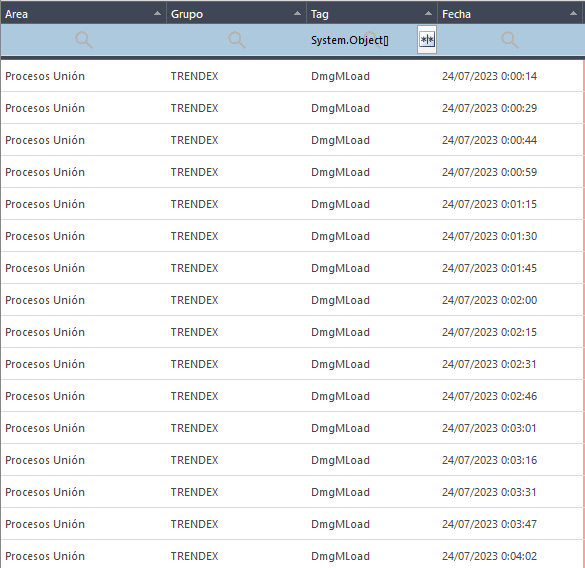 Area Grupo Tag Fecha
System.Object[] *|*
Procesos Unión TRENDEX DmgMLoad 24/07/2023 0:00:14
Procesos Unión TRENDEX DmgMLoad 24/07/2023 0:00:29
Procesos Unión TRENDEX DmgMLoad 24/07/2023 0:00:44
Procesos Unión TRENDEX DmgMLoad 24/07/2023 0:00:59
Procesos Unión TRENDEX DmgMLoad 24/07/2023 0:01:15
Procesos Unión TRENDEX DmgMLoad 24/07/2023 0:01:30
Procesos Unión TRENDEX DmgMLoad 24/07/2023 0:01:45
Procesos Unión TRENDEX DmgMLoad 24/07/2023 0:02:00
Procesos Unión TRENDEX DmgMLoad 24/07/2023 0:02:15
Procesos Unión TRENDEX DmgMLoad 24/07/2023 0:02:31
Procesos Unión TRENDEX DmgMLoad 24/07/2023 0:02:46
Procesos Unión TRENDEX DmgMLoad 24/07/2023 0:03:01
Procesos Unión TRENDEX DmgMLoad 24/07/2023 0:03:16
Procesos Unión TRENDEX DmgMLoad 24/07/2023 0:03:31
Procesos Unión TRENDEX DmgMLoad 24/07/2023 0:03:47
Procesos Unión TRENDEX DmgMLoad 24/07/2023 0:04:02